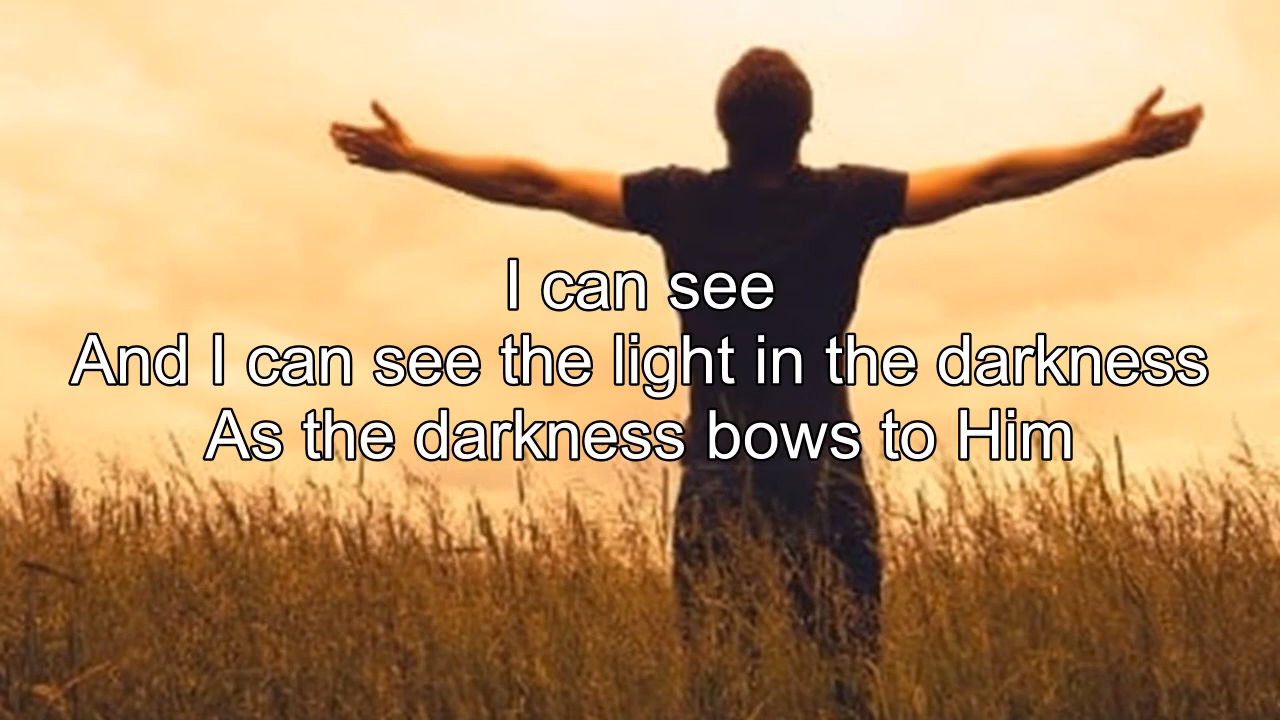 I can see
And I can see the light in the darkness
As the darkness bows to Him